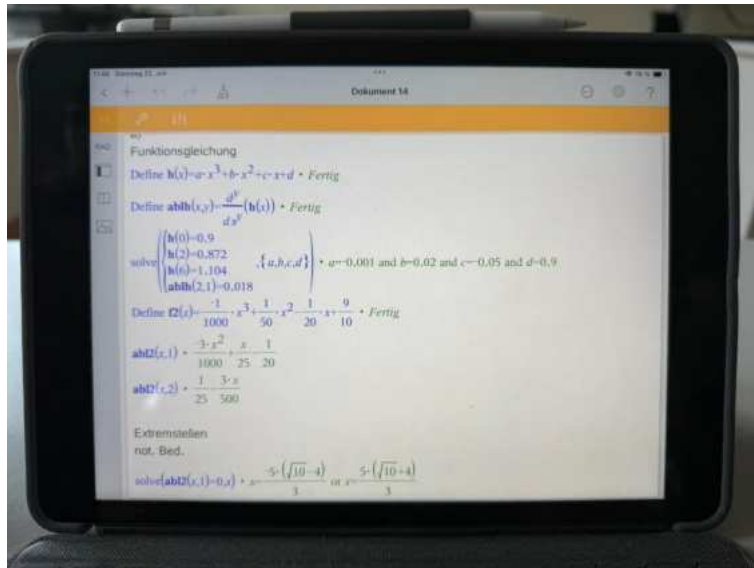 Dokument 14
RAD
Funktionsgleichung
Define h(x)=a·x³+b·x²+c·x+d ▸ Fertig
Define ablh(x,y)=dʸ/dxʸ(h(x)) ▸ Fertig
h(0)=0.9
h(2)=0.872
solve( h(6)=1.104 ,{a,b,c,d}) ▸ a=-0.001 and b=0.02 and c=-0.05 and d=0.9
ablh(2,1)=0.018
Define f2(x)=-1/1000·x³+1/50·x²-1/20·x+9/10 ▸ Fertig
abl2(x,1) ▸ -3·x²/1000+x/25-1/20
abl2(x,2) ▸ 1/25-3·x/500
Extremstellen
not. Bed.
solve(abl2(x,1)=0,x) ▸ x=-5·(√10-4)/3 or x=5·(√10+4)/3